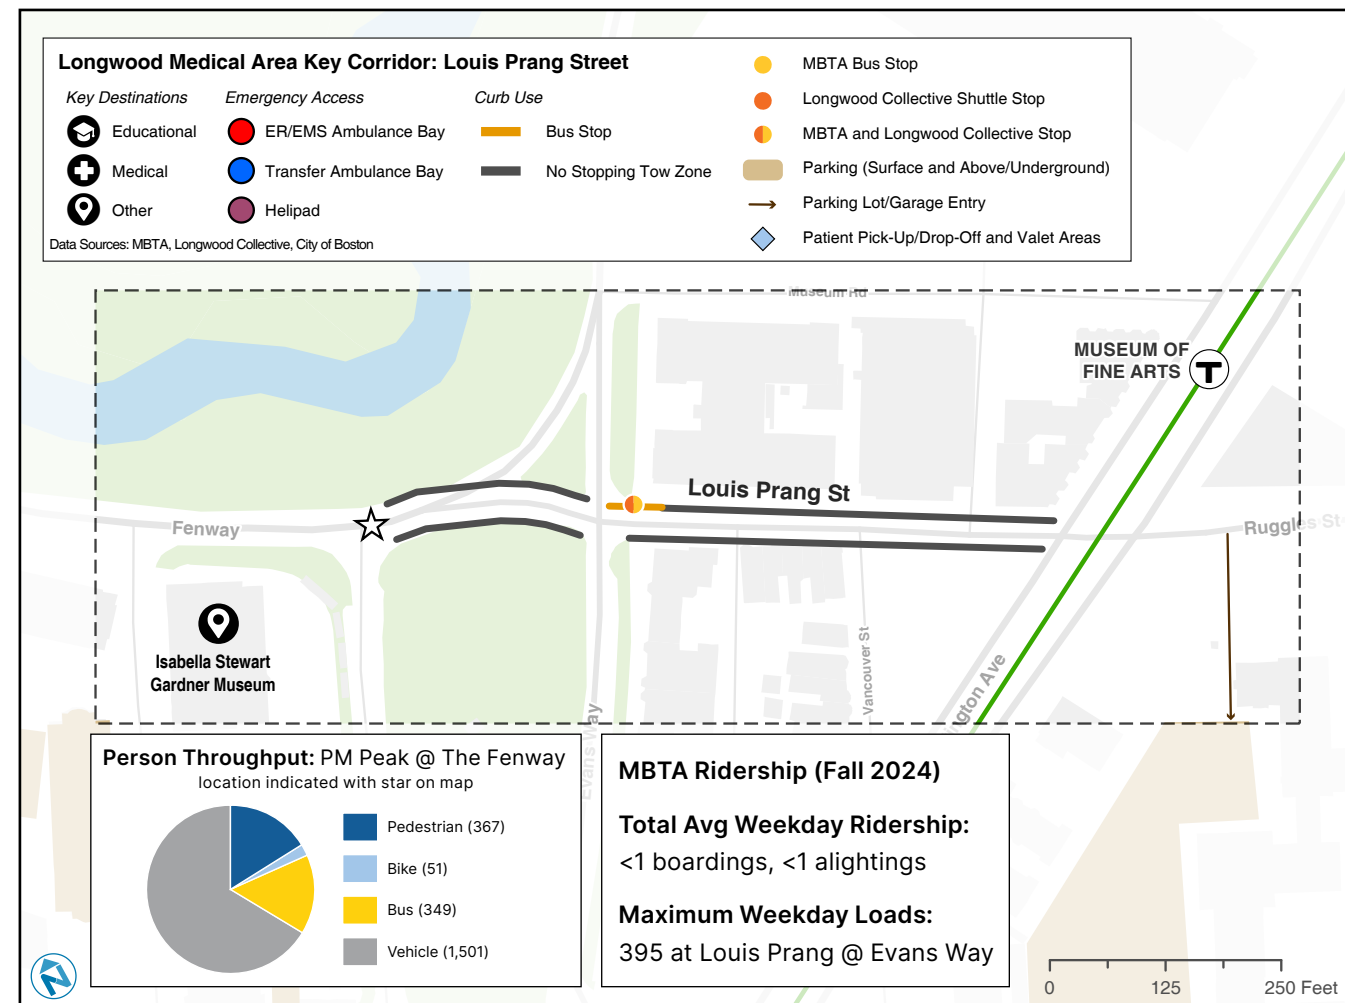 Longwood Medical Area Key Corridor: Louis Prang Street
Key Destinations
Educational
Medical
Other
Emergency Access
ER/EMS Ambulance Bay
Transfer Ambulance Bay
Helipad
Curb Use
Bus Stop
No Stopping Tow Zone
MBTA Bus Stop
Longwood Collective Shuttle Stop
MBTA and Longwood Collective Stop
Parking (Surface and Above/Underground)
Parking Lot/Garage Entry
Patient Pick-Up/Drop-Off and Valet Areas
Data Sources: MBTA, Longwood Collective, City of Boston
Museum Rd
MUSEUM OF
FINE ARTS
T
Louis Prang St
Fenway
Ruggles St
Isabella Stewart
Gardner Museum
Vancouver St
ington Ave
Evans Way
Person Throughput: PM Peak @ The Fenway
location indicated with star on map
Pedestrian (367)
Bike (51)
Bus (349)
Vehicle (1,501)
MBTA Ridership (Fall 2024)
Total Avg Weekday Ridership:
<1 boardings, <1 alightings
Maximum Weekday Loads:
395 at Louis Prang @ Evans Way
N
0 125 250 Feet